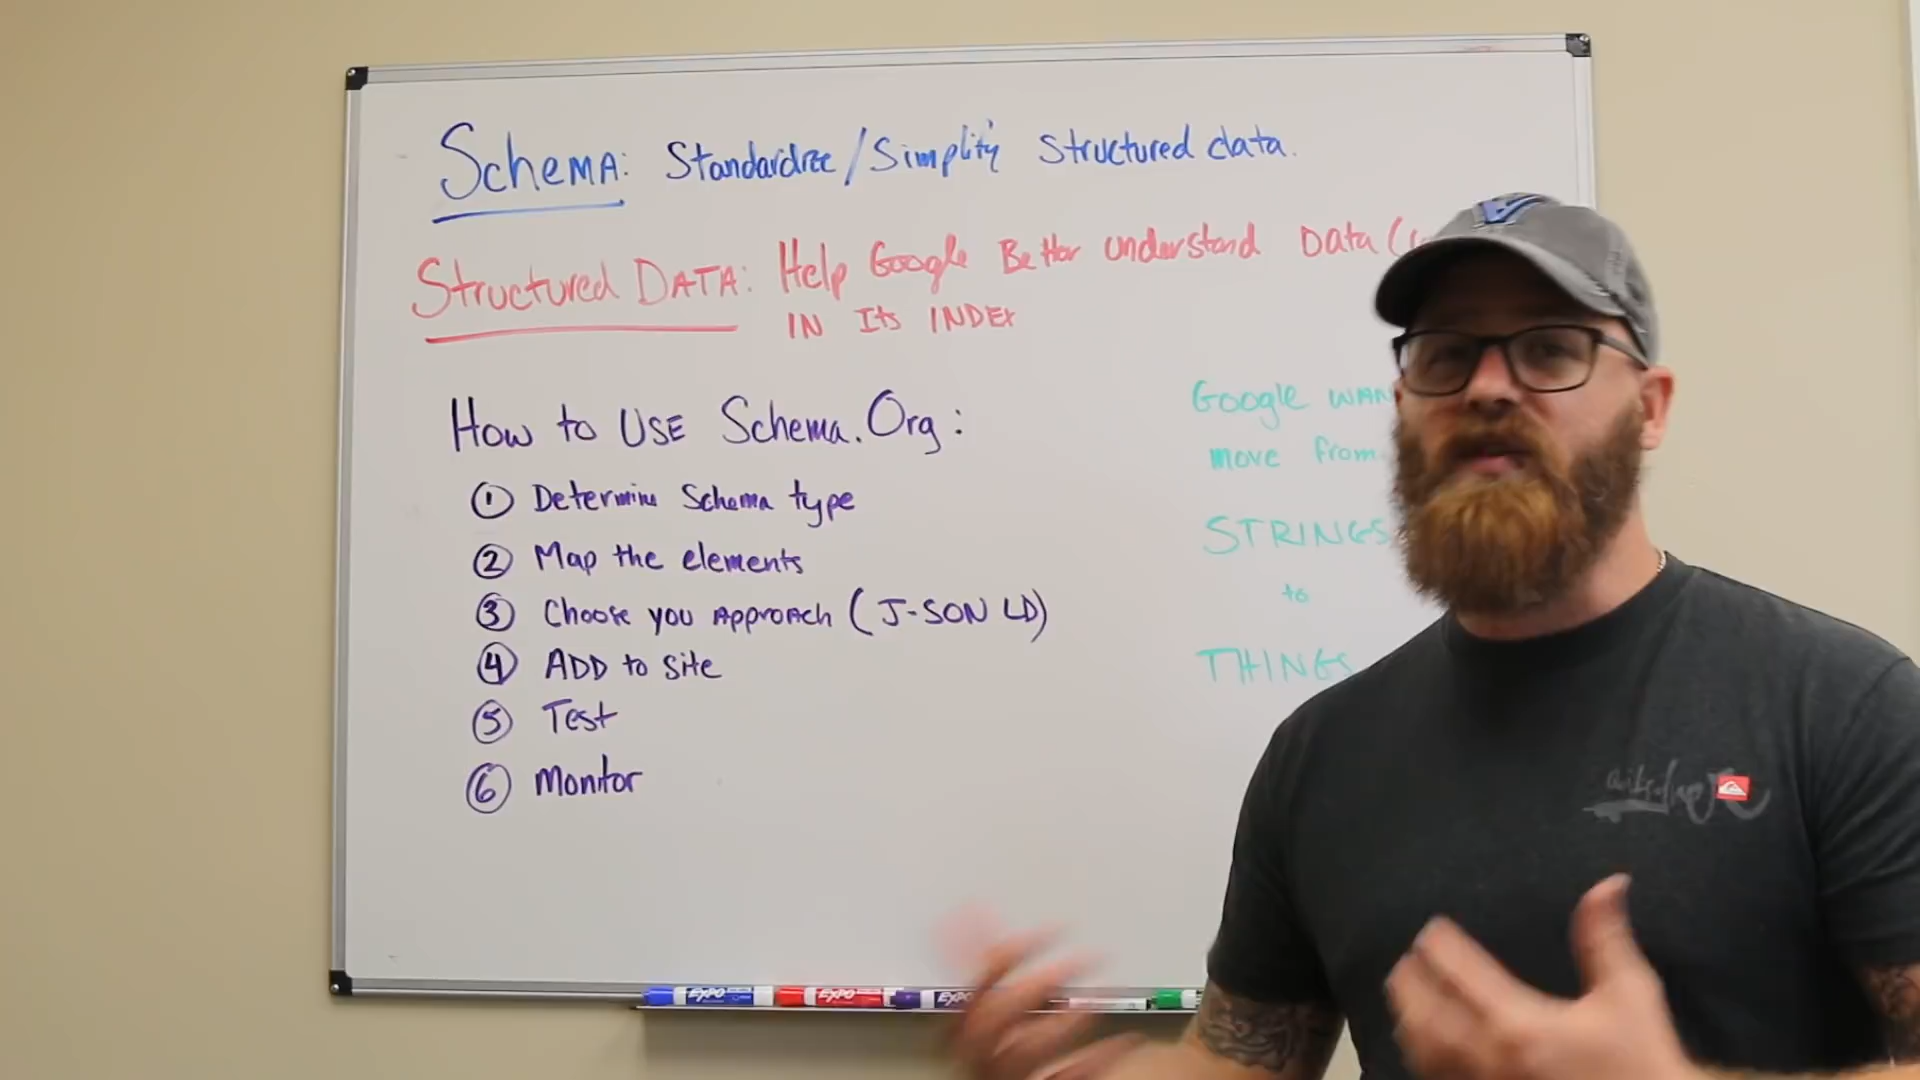 Schema: Standardize/Simplify Structured data.
Structured DATA: Help Google Better understand Data (
IN Its INDEX
How to USE Schema.Org:
① Determine Schema type
② Map the elements
③ Choose you Approach (J-SON LD)
④ ADD to Site
⑤ Test
⑥ Monitor
Google WAN
move from
STRINGS
to
THINGS
EXPO EXPO EXPO